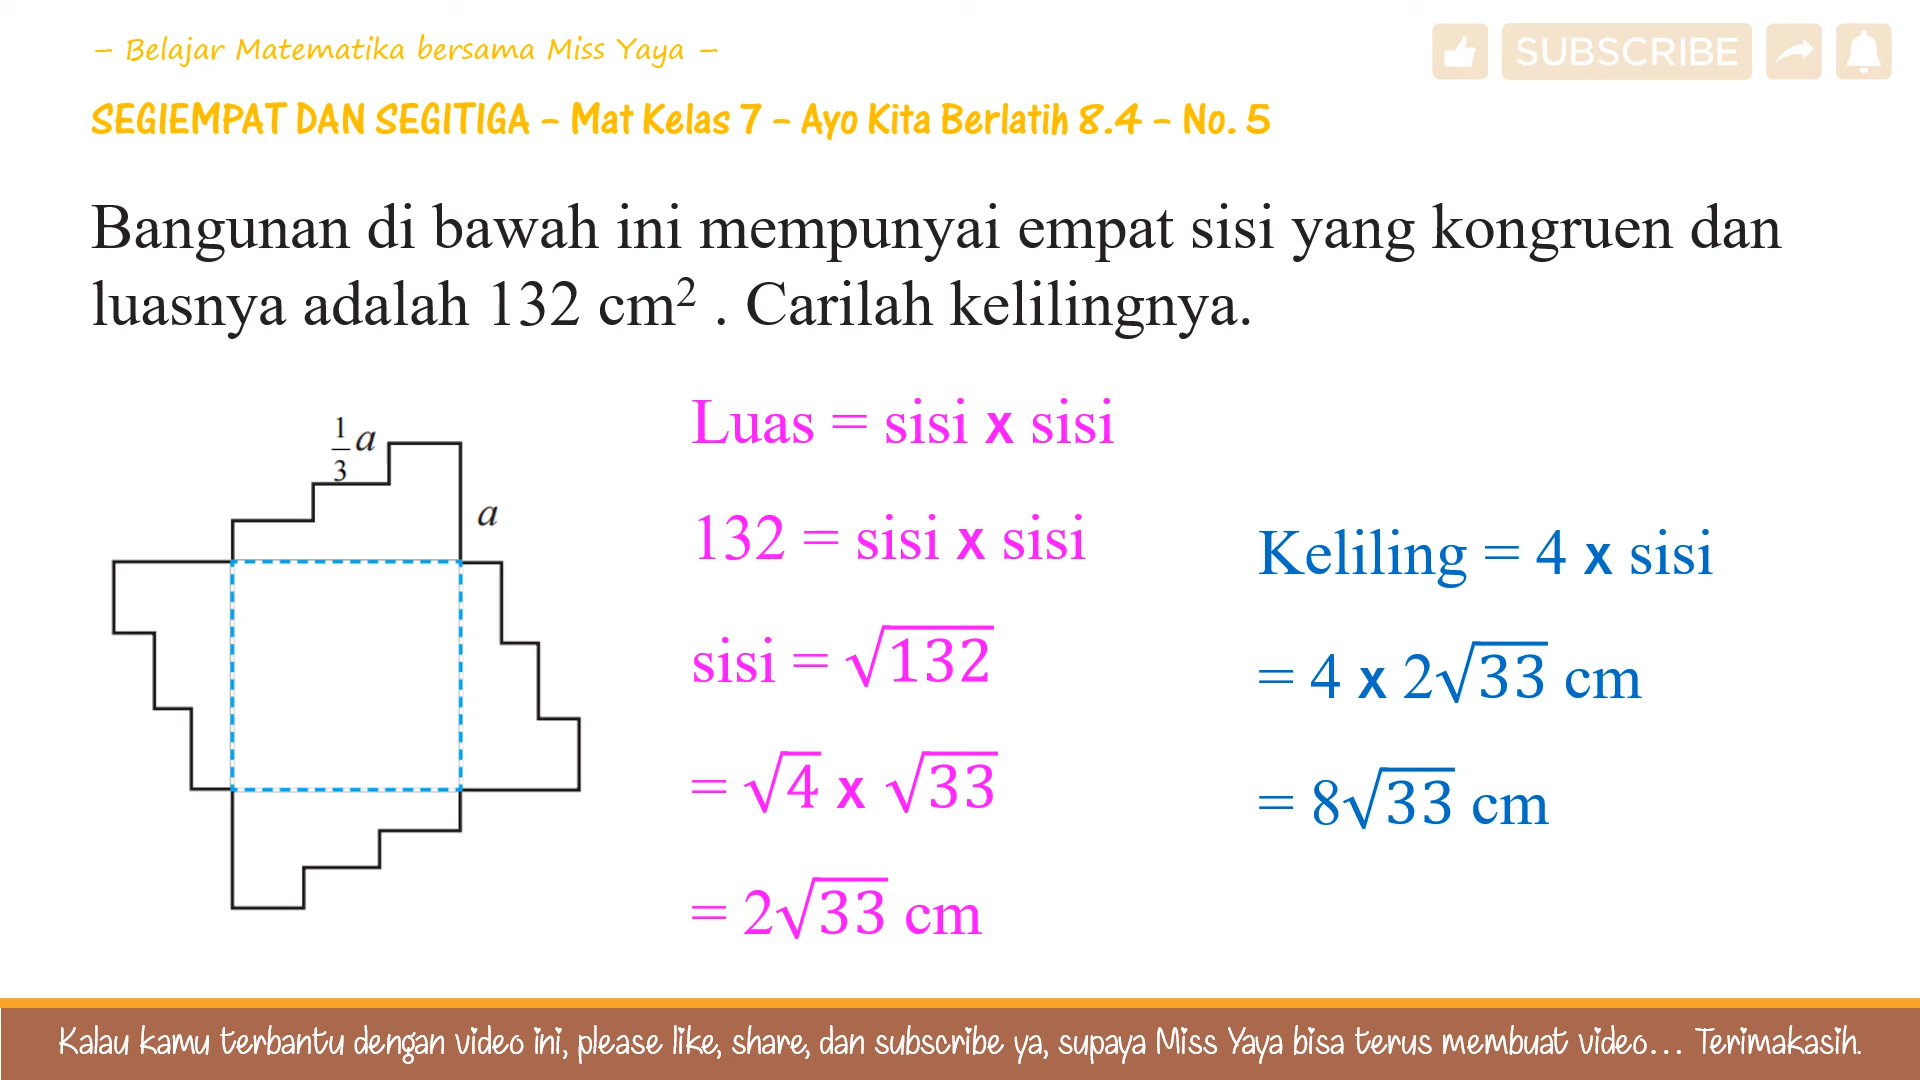 – Belajar Matematika bersama Miss Yaya –
SUBSCRIBE
SEGIEMPAT DAN SEGITIGA – Mat Kelas 7 – Ayo Kita Berlatih 8.4 – No. 5
Bangunan di bawah ini mempunyai empat sisi yang kongruen dan
luasnya adalah 132 cm² . Carilah kelilingnya.
1/3 a
a
Luas = sisi x sisi
132 = sisi x sisi
sisi = √132
= √4 x √33
= 2√33 cm
Keliling = 4 x sisi
= 4 x 2√33 cm
= 8√33 cm
Kalau kamu terbantu dengan video ini, please like, share, dan subscribe ya, supaya Miss Yaya bisa terus membuat video... Terimakasih.